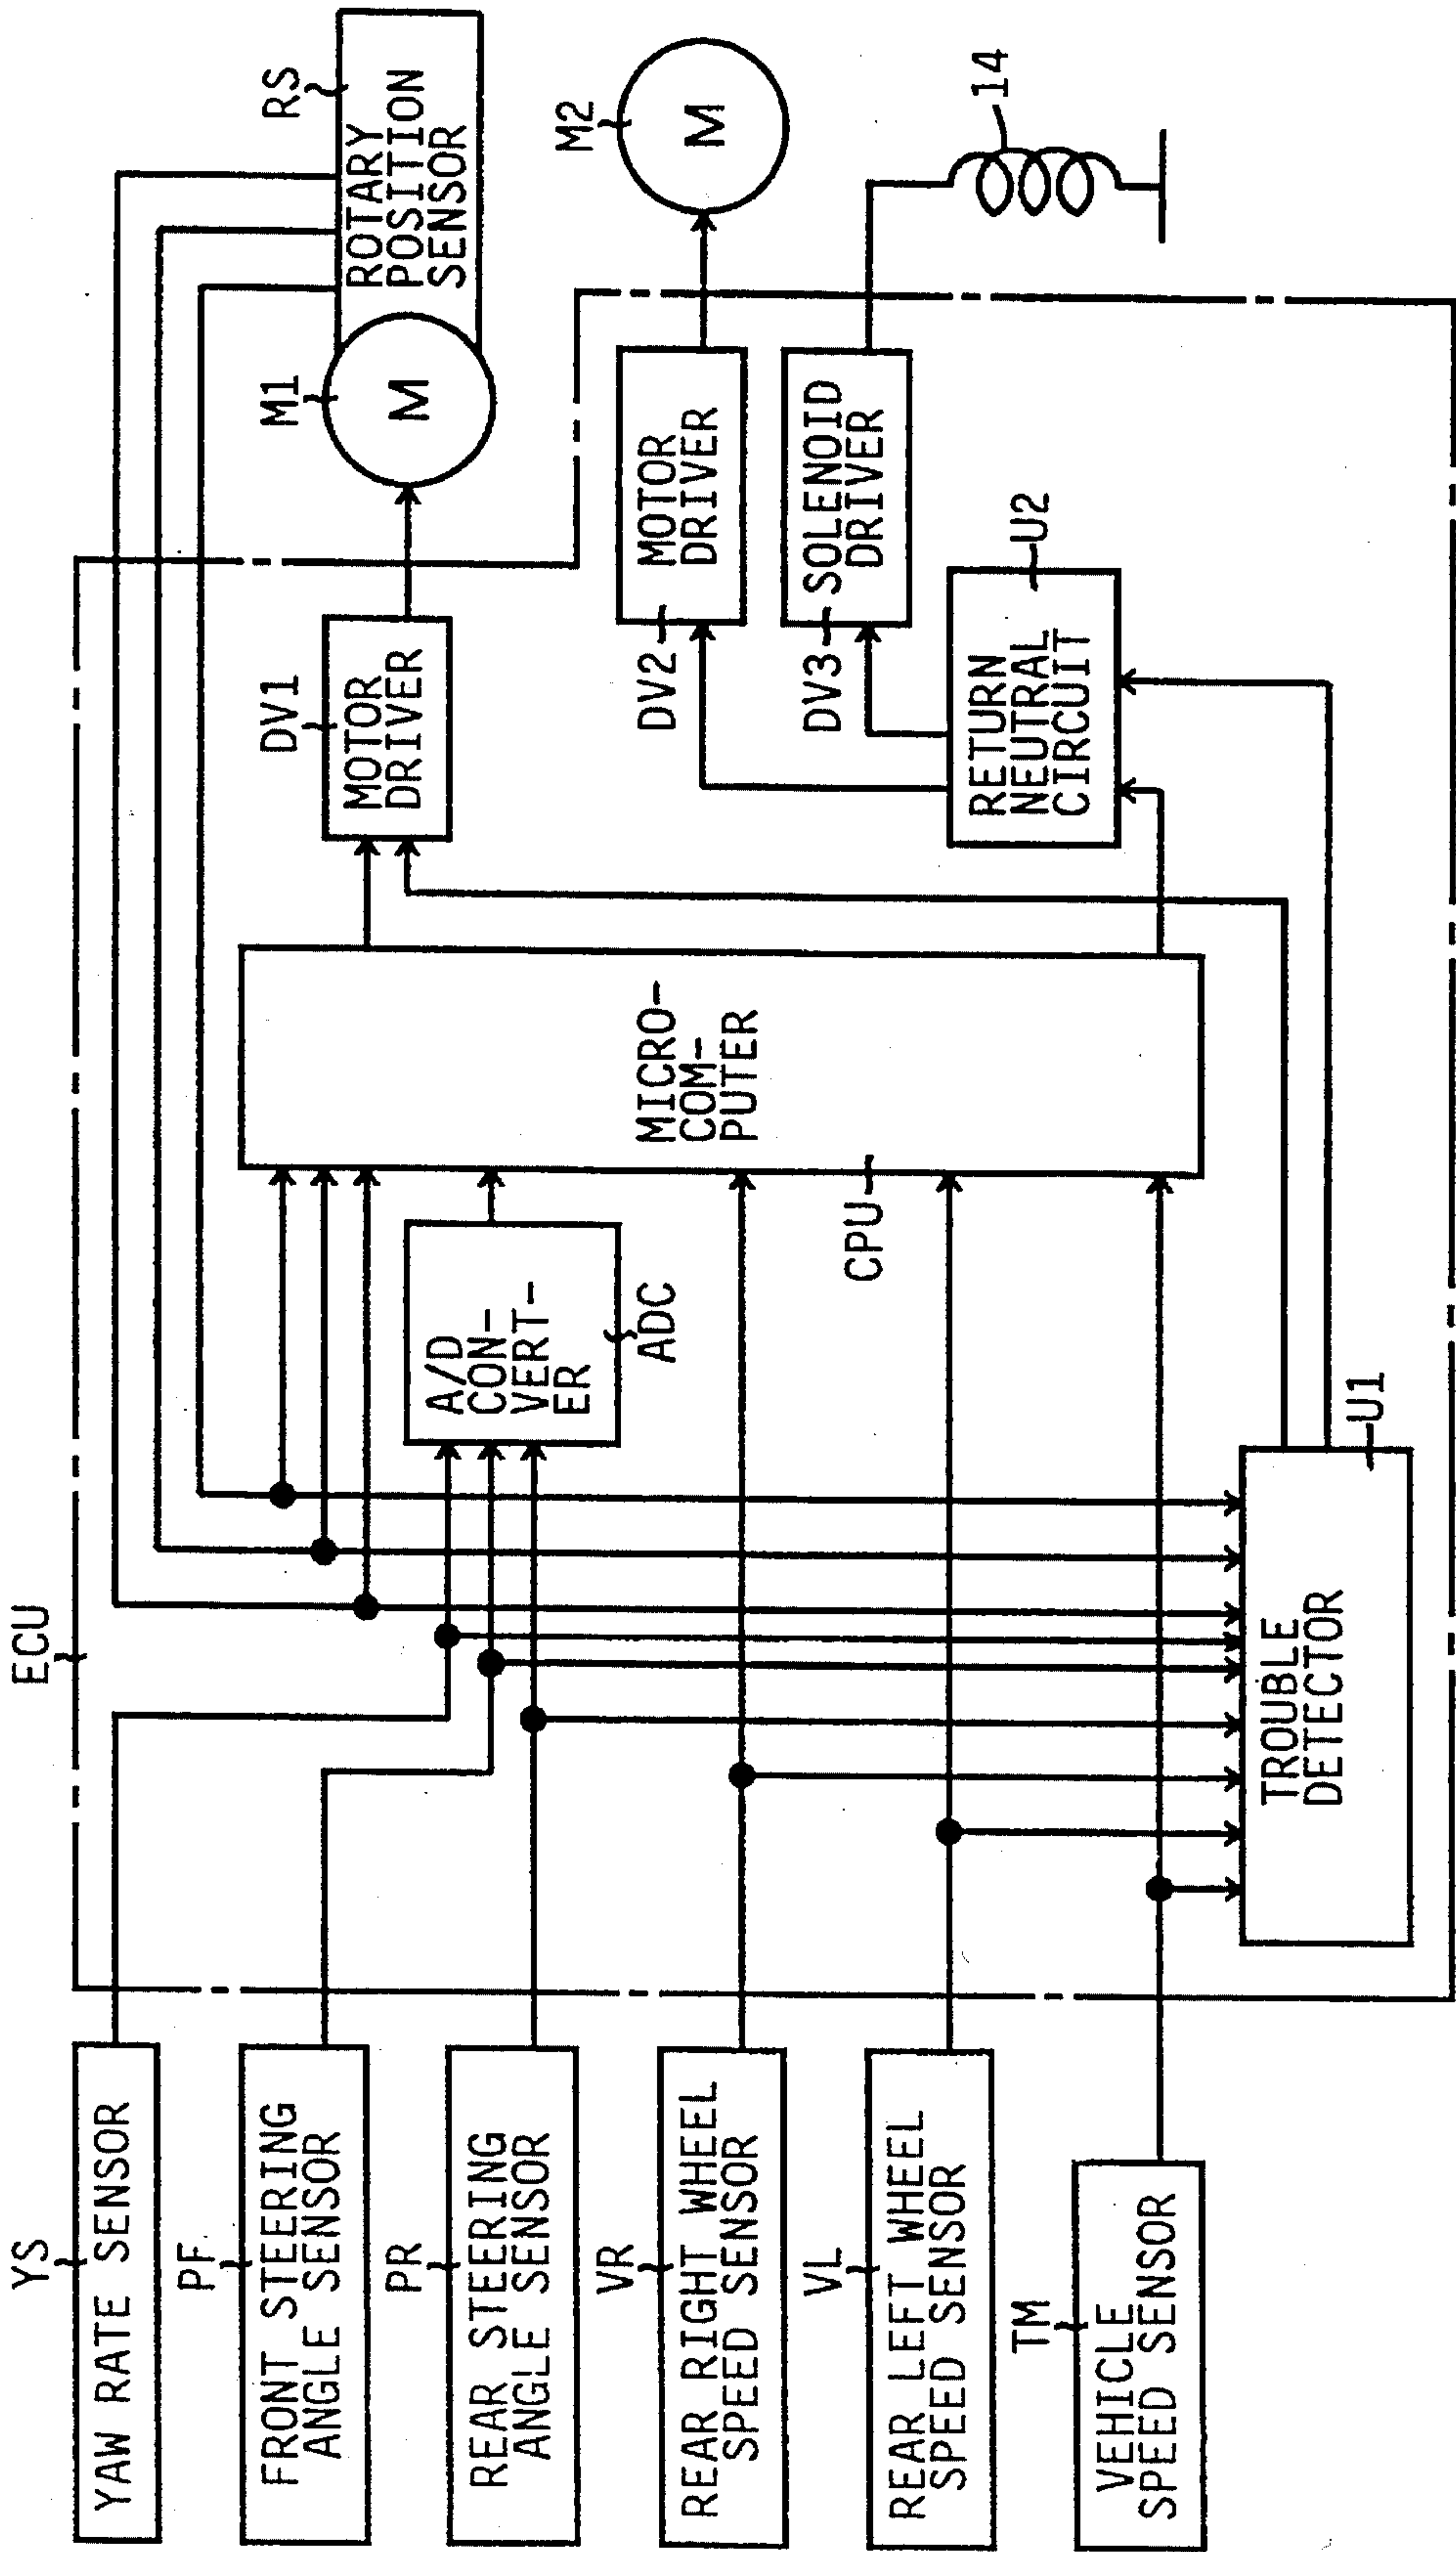 YS
YAW RATE SENSOR
PF
FRONT STEERING
ANGLE SENSOR
PR
REAR STEERING
ANGLE SENSOR
VR
REAR RIGHT WHEEL
SPEED SENSOR
VL
REAR LEFT WHEEL
SPEED SENSOR
TM
VEHICLE
SPEED SENSOR
ECU
A/D
CON-
VERT-
ER
ADC
TROUBLE
DETECTOR
U1
MICRO-
COM-
PUTER
CPU
DV1
MOTOR
DRIVER
DV2
MOTOR
DRIVER
DV3
SOLENOID
DRIVER
RETURN
NEUTRAL
CIRCUIT
U2
M1
M
RS
ROTARY
POSITION
SENSOR
M2
M
14